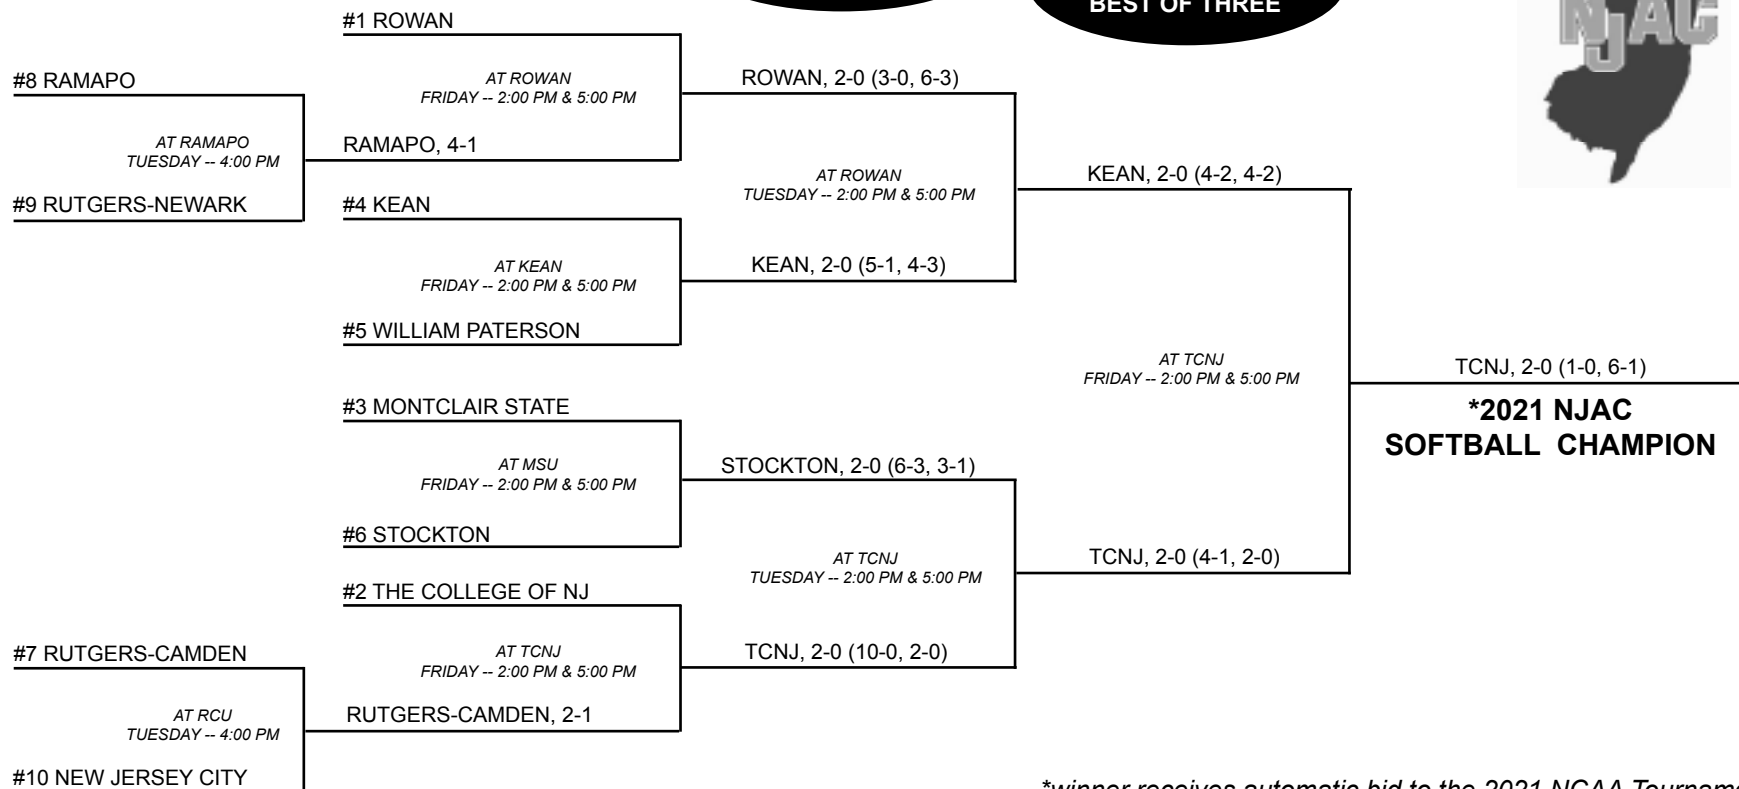 BEST OF THREE
NJAC
#1 ROWAN
#8 RAMAPO
AT ROWAN
FRIDAY -- 2:00 PM & 5:00 PM
ROWAN, 2-0 (3-0, 6-3)
AT RAMAPO
TUESDAY -- 4:00 PM
RAMAPO, 4-1
#9 RUTGERS-NEWARK
#4 KEAN
AT ROWAN
TUESDAY -- 2:00 PM & 5:00 PM
KEAN, 2-0 (4-2, 4-2)
AT KEAN
FRIDAY -- 2:00 PM & 5:00 PM
KEAN, 2-0 (5-1, 4-3)
#5 WILLIAM PATERSON
AT TCNJ
FRIDAY -- 2:00 PM & 5:00 PM
TCNJ, 2-0 (1-0, 6-1)
*2021 NJAC
SOFTBALL CHAMPION
#3 MONTCLAIR STATE
AT MSU
FRIDAY -- 2:00 PM & 5:00 PM
STOCKTON, 2-0 (6-3, 3-1)
#6 STOCKTON
AT TCNJ
TUESDAY -- 2:00 PM & 5:00 PM
TCNJ, 2-0 (4-1, 2-0)
#2 THE COLLEGE OF NJ
#7 RUTGERS-CAMDEN
AT TCNJ
FRIDAY -- 2:00 PM & 5:00 PM
TCNJ, 2-0 (10-0, 2-0)
AT RCU
TUESDAY -- 4:00 PM
RUTGERS-CAMDEN, 2-1
#10 NEW JERSEY CITY
*winner receives automatic bid to the 2021 NCAA Tourname